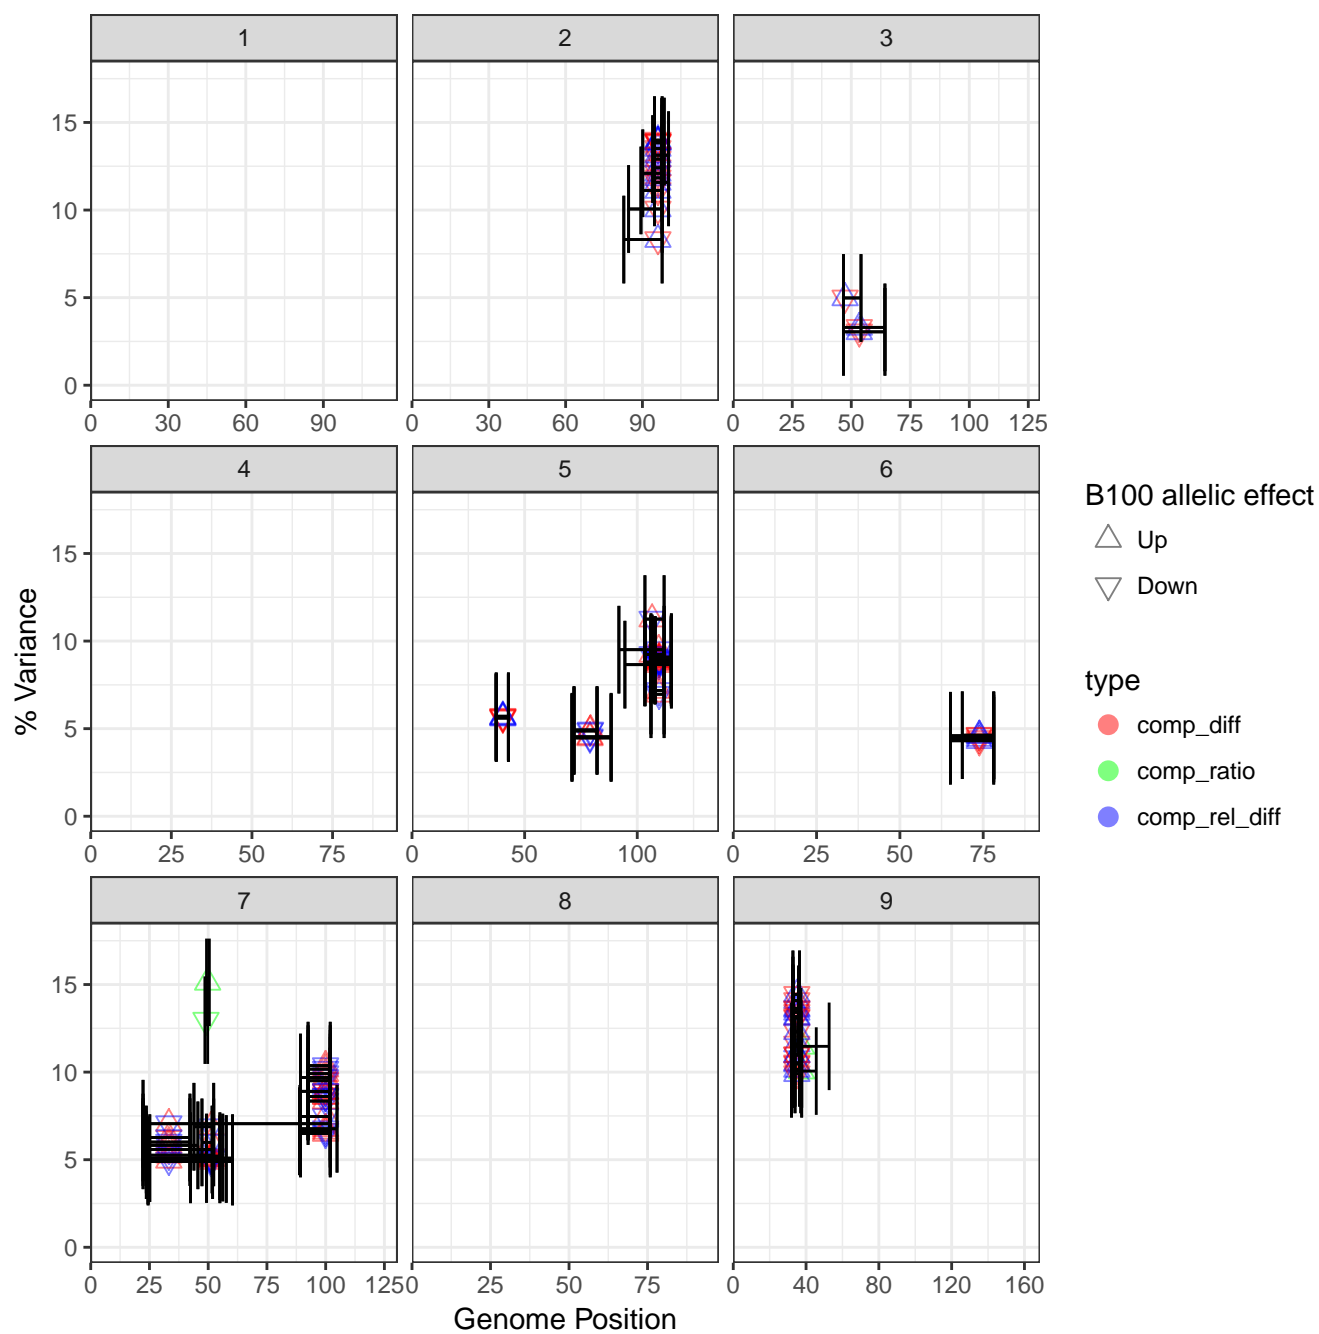 1 2 3
15
10
5
0
0 30 60 90 0 30 60 90 0 25 50 75 100 125
4 5 6
15
10
5
0
0 25 50 75 0 50 100 0 25 50 75
7 8 9
15
10
5
0
0 25 50 75 100 125 0 25 50 75 0 40 80 120 160
Genome Position
% Variance
B100 allelic effect
Up
Down
type
comp_diff
comp_ratio
comp_rel_diff